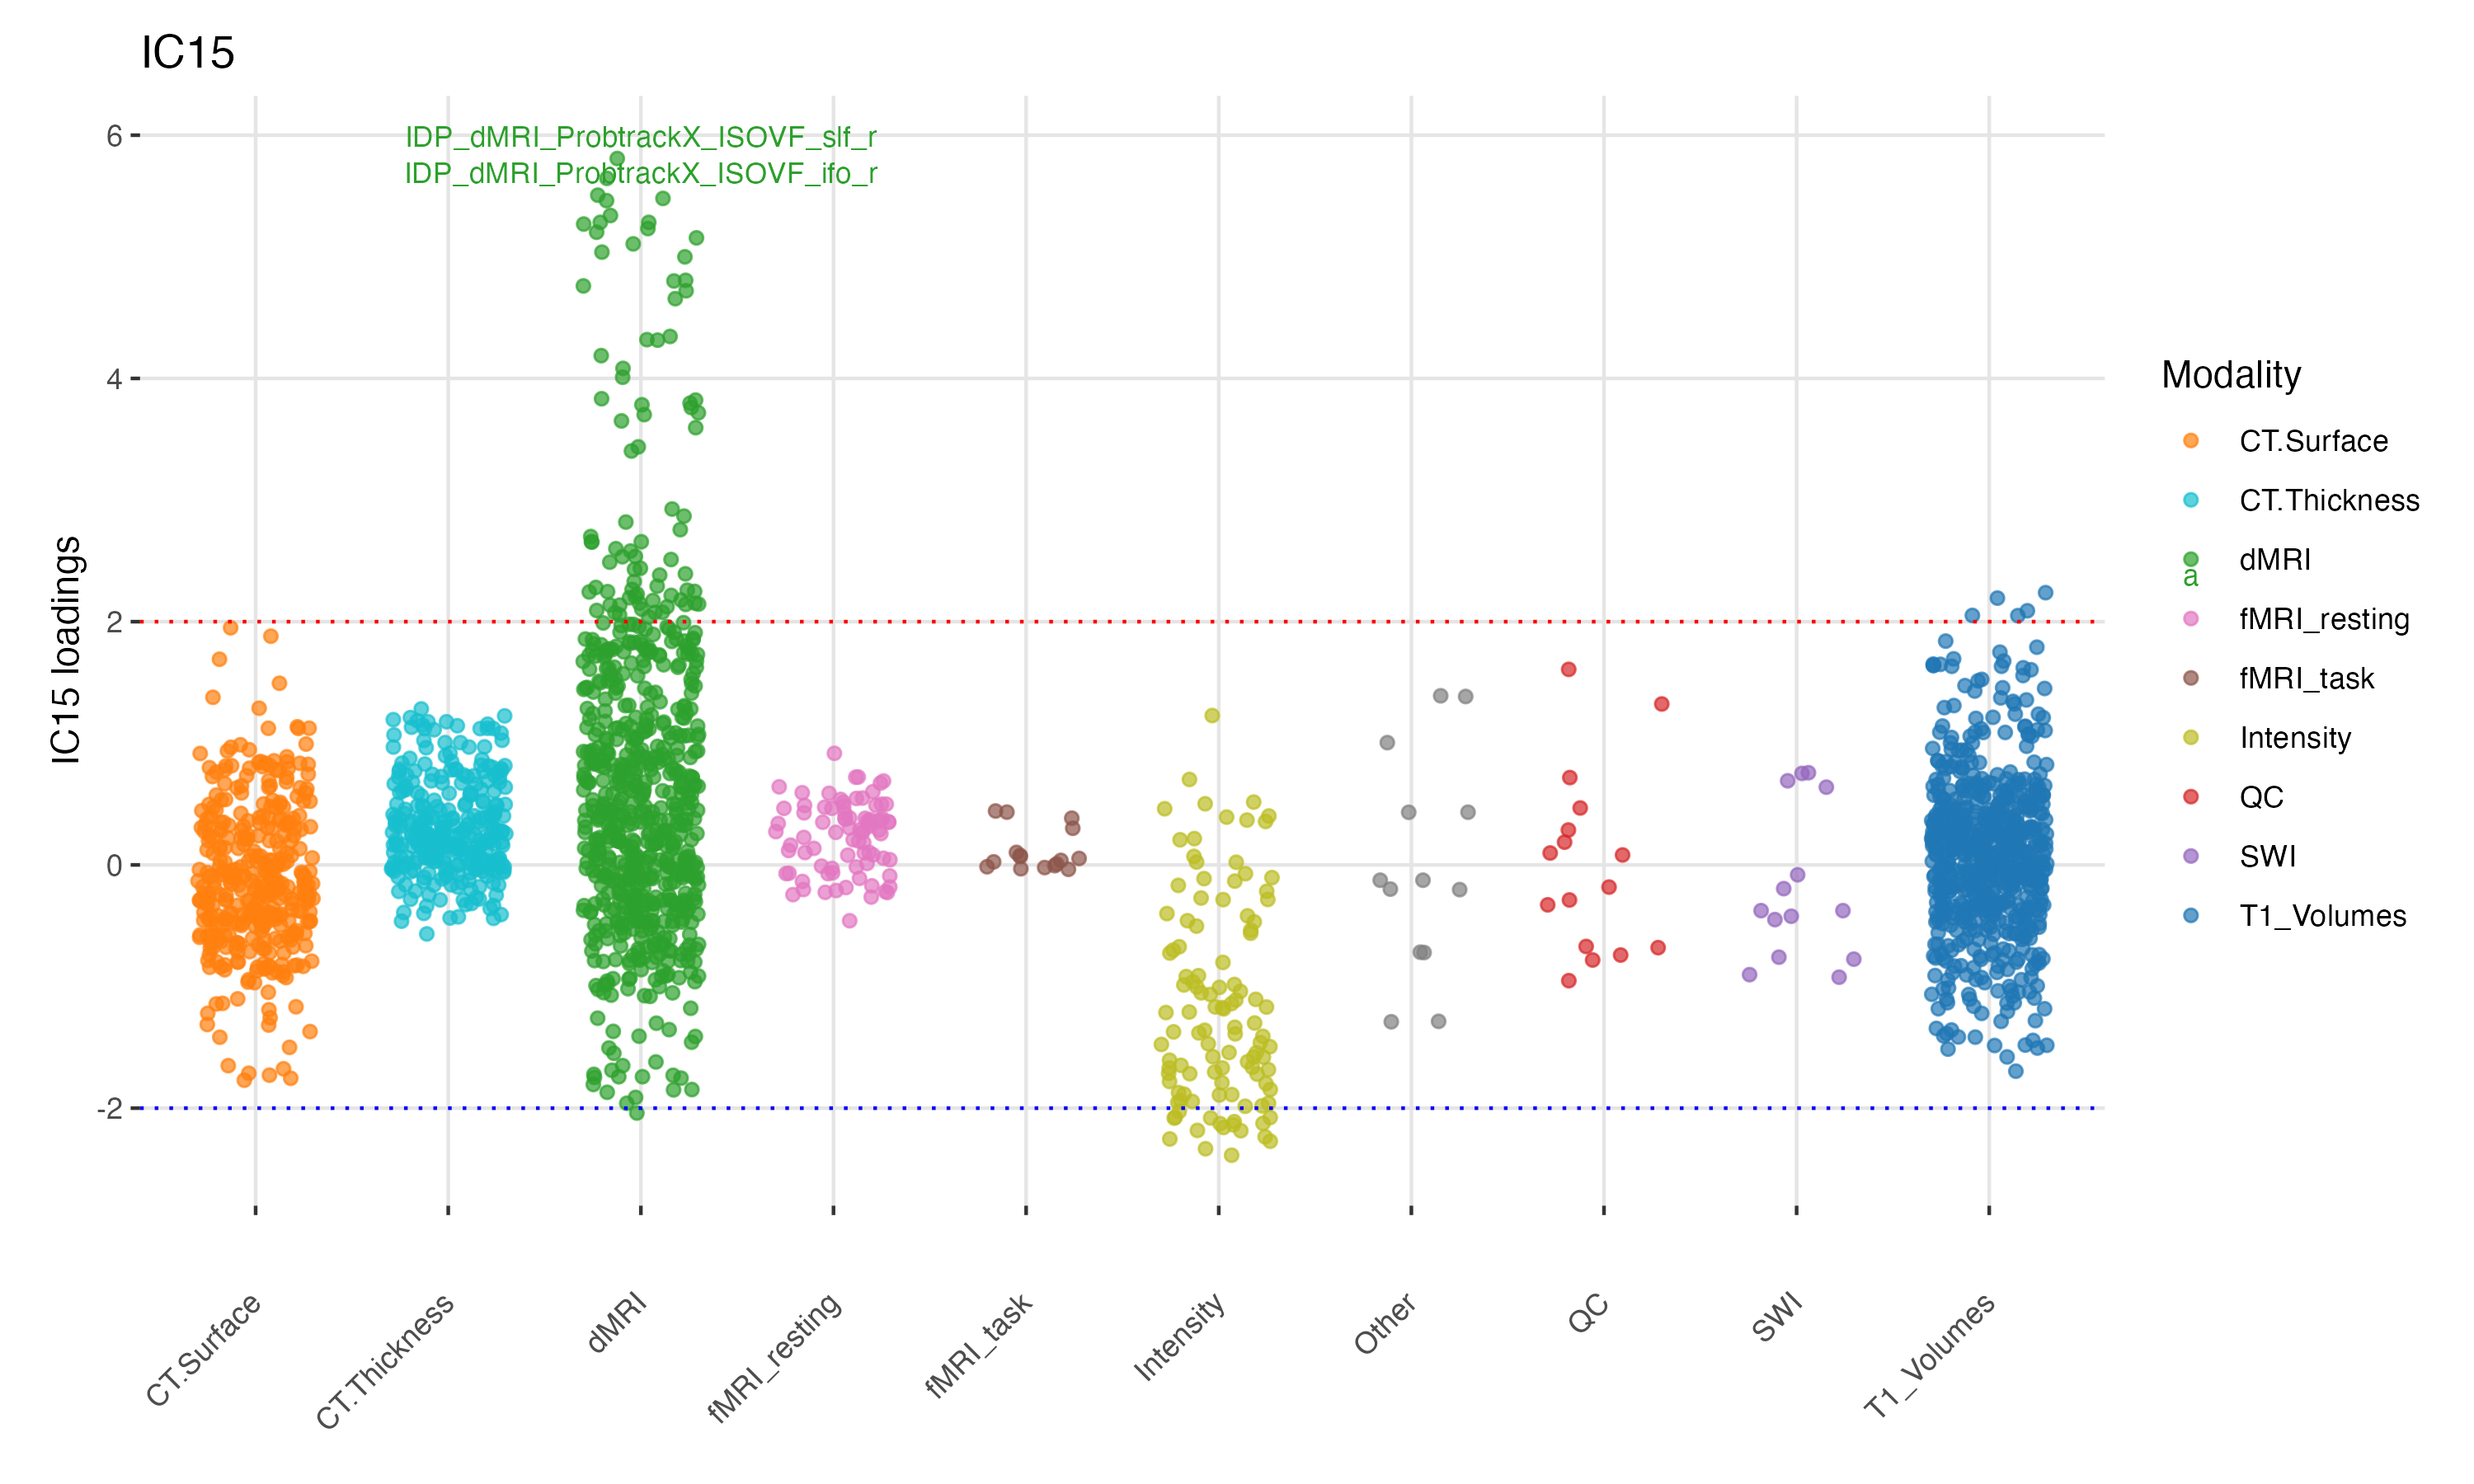 IC15
IDP_dMRI_ProbtrackX_ISOVF_slf_r
IDP_dMRI_ProbtrackX_ISOVF_ifo_r
6
4
2
0
-2
IC15 loadings
CT.Surface
CT.Thickness
dMRI
fMRI_resting
fMRI_task
Intensity
Other
QC
SWI
T1_Volumes
Modality
CT.Surface
CT.Thickness
dMRI
a
fMRI_resting
fMRI_task
Intensity
QC
SWI
T1_Volumes